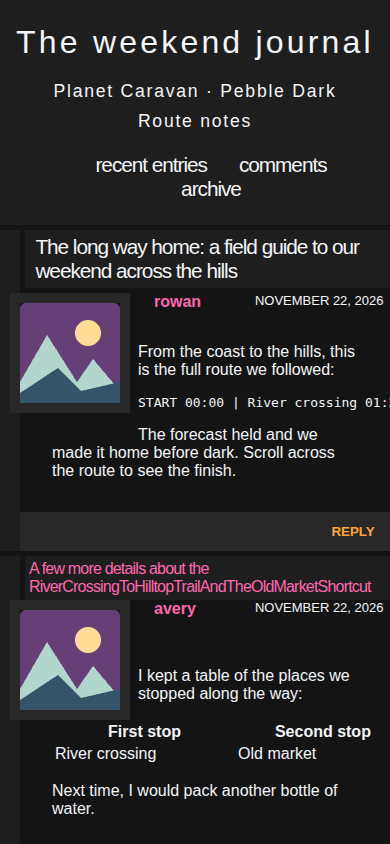 The weekend journal
Planet Caravan · Pebble Dark
Route notes
recent entries comments
archive
The long way home: a field guide to our
weekend across the hills
rowan NOVEMBER 22, 2026
From the coast to the hills, this
is the full route we followed:
START 00:00 | River crossing 01:
The forecast held and we
made it home before dark. Scroll across
the route to see the finish.
REPLY
A few more details about the
RiverCrossingToHilltopTrailAndTheOldMarketShortcut
avery NOVEMBER 22, 2026
I kept a table of the places we
stopped along the way:
First stop Second stop
River crossing Old market
Next time, I would pack another bottle of
water.